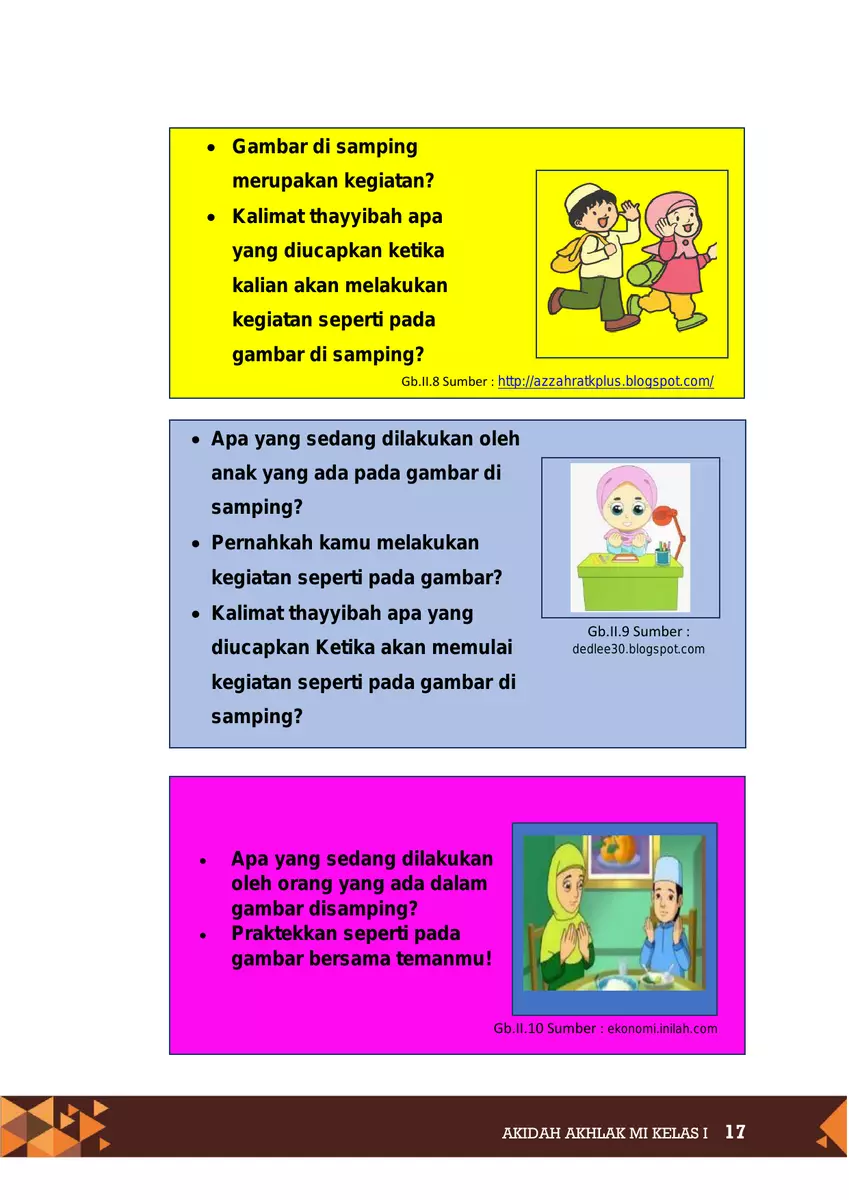 • Gambar di samping
merupakan kegiatan?
• Kalimat thayyibah apa
yang diucapkan ketika
kalian akan melakukan
kegiatan seperti pada
gambar di samping?
Gb.II.8 Sumber : http://azzahratkplus.blogspot.com/
• Apa yang sedang dilakukan oleh
anak yang ada pada gambar di
samping?
• Pernahkah kamu melakukan
kegiatan seperti pada gambar?
• Kalimat thayyibah apa yang
diucapkan Ketika akan memulai
kegiatan seperti pada gambar di
samping?
Gb.II.9 Sumber :
dedlee30.blogspot.com
• Apa yang sedang dilakukan
oleh orang yang ada dalam
gambar disamping?
• Praktekkan seperti pada
gambar bersama temanmu!
Gb.II.10 Sumber : ekonomi.inilah.com
AKIDAH AKHLAK MI KELAS I 17